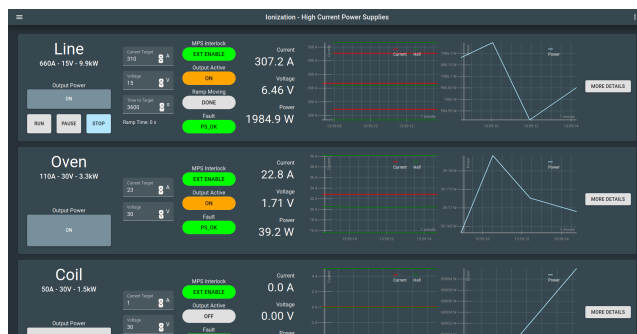 Ionization - High Current Power Supplies
Line
660A - 15V - 9.9kW
Output Power
ON
RUN
PAUSE
STOP
Current Target
310
A
Voltage
15
V
Time to Target
3600
s
Ramp Time: 0 s
MPS Interlock
EXT ENABLE
Output Active
ON
Ramp Moving
DONE
Fault
PS_OK
Current
307.2 A
Voltage
6.46 V
Power
1984.9 W
Current
Hall
Power
MORE DETAILS
Oven
110A - 30V - 3.3kW
Output Power
ON
Current Target
23
A
Voltage
30
V
MPS Interlock
EXT ENABLE
Output Active
ON
Fault
PS_OK
Current
22.8 A
Voltage
1.71 V
Power
39.2 W
Current
Hall
Power
MORE DETAILS
Coil
50A - 30V - 1.5kW
Output Power
Current Target
1
A
Voltage
30
V
MPS Interlock
EXT ENABLE
Output Active
OFF
Fault
Current
0.0 A
Voltage
0.00 V
Power
Current
Hall
Power
MORE DETAILS